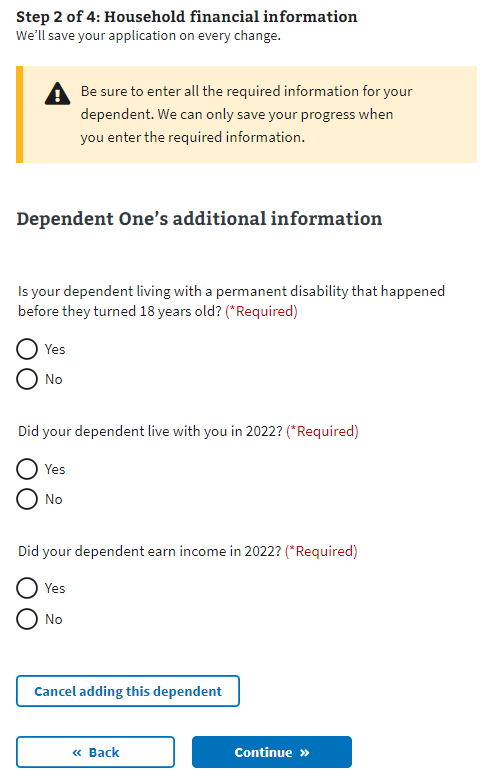 Step 2 of 4: Household financial information
We’ll save your application on every change.
Be sure to enter all the required information for your
dependent. We can only save your progress when
you enter the required information.
Dependent One’s additional information
Is your dependent living with a permanent disability that happened
before they turned 18 years old? (*Required)
Yes
No
Did your dependent live with you in 2022? (*Required)
Yes
No
Did your dependent earn income in 2022? (*Required)
Yes
No
Cancel adding this dependent
« Back
Continue »